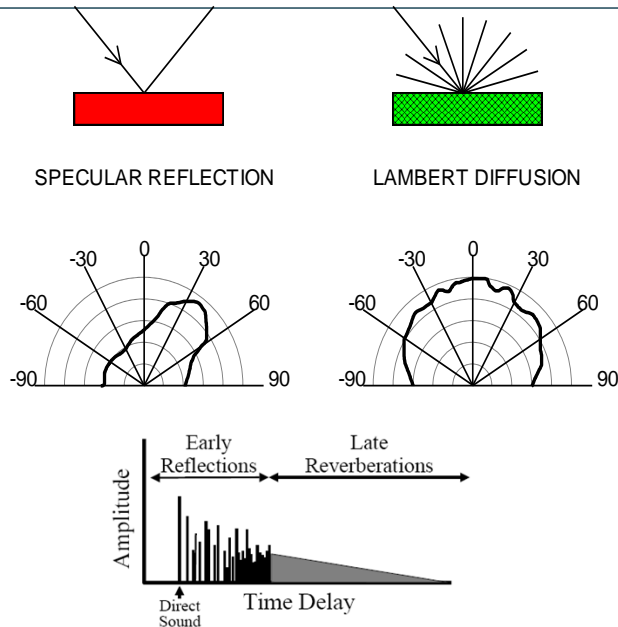 SPECULAR REFLECTION
LAMBERT DIFFUSION
0
-30
30
-60
60
-90
90
0
-30
30
-60
60
-90
90
Early
Reflections
Late
Reverberations
Amplitude
Direct
Sound
Time Delay